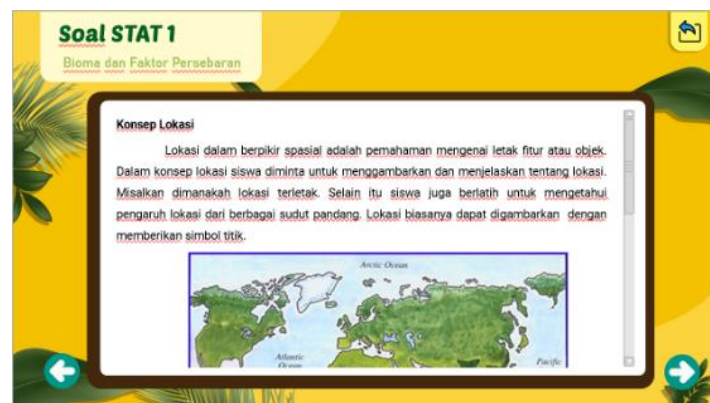 Soal STAT 1
Bioma dan Faktor Persebaran
Konsep Lokasi
Lokasi dalam berpikir spasial adalah pemahaman mengenai letak fitur atau objek.
Dalam konsep lokasi siswa diminta untuk menggambarkan dan menjelaskan tentang lokasi.
Misalkan dimanakah lokasi terletak. Selain itu siswa juga berlatih untuk mengetahui
pengaruh lokasi dari berbagai sudut pandang. Lokasi biasanya dapat digambarkan dengan
memberikan simbol titik.
Arctic Ocean
Atlantic
Ocean
Pacific